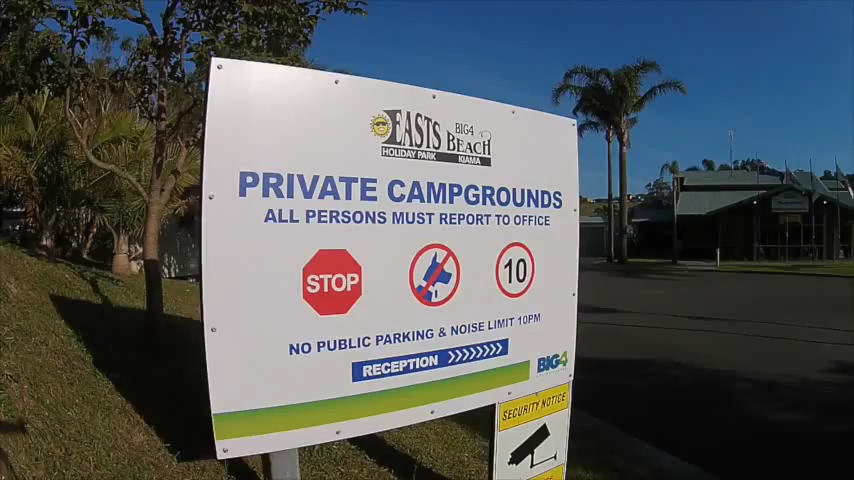 EASTS BIG4 BEACH
HOLIDAY PARK KIAMA
PRIVATE CAMPGROUNDS
ALL PERSONS MUST REPORT TO OFFICE
STOP
10
NO PUBLIC PARKING & NOISE LIMIT 10PM
RECEPTION
BIG4
SECURITY NOTICE